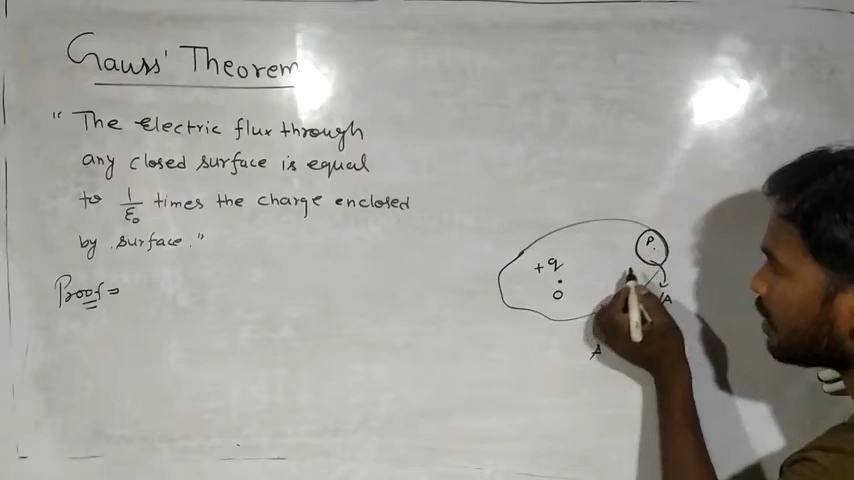 Gauss' Theorem
" The Electric flux through
any closed surface is equal
to 1/ε₀ times the charge enclosed
by surface."
Proof =
P.
+q
O
A